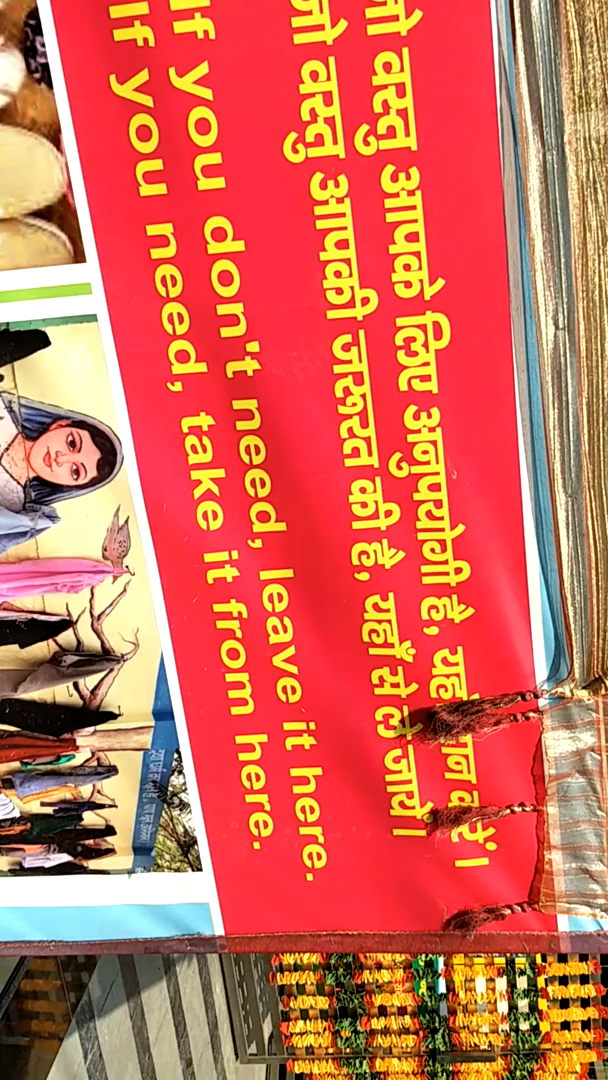 जो वस्तु आपके लिए अनुपयोगी है, दान करें।
जो वस्तु आपकी जरूरत की है, यहाँ से ले जायें।
If you don't need, leave it here.
If you need, take it from here.